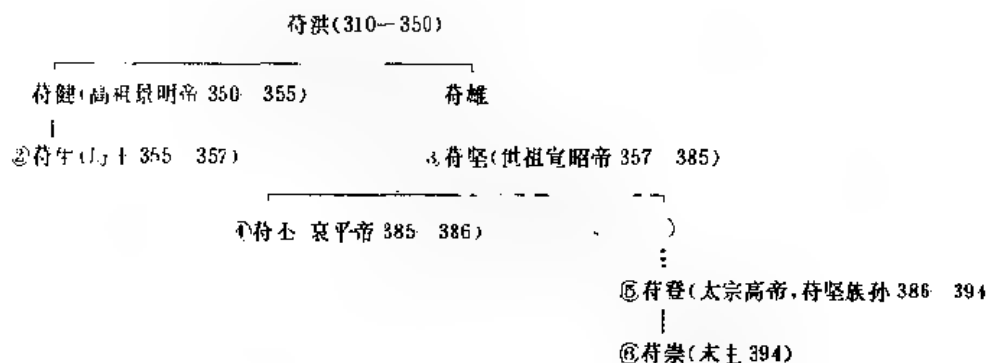 苻洪(310—350)
苻健(高祖景明帝 350 355) 苻雄
②苻生( 355 357) 苻坚(世祖宣昭帝 357 385)
苻丕 哀平帝 385 386) )
⑤苻登(太宗高帝,苻坚族孙 386 394
⑥苻崇(末主 394)